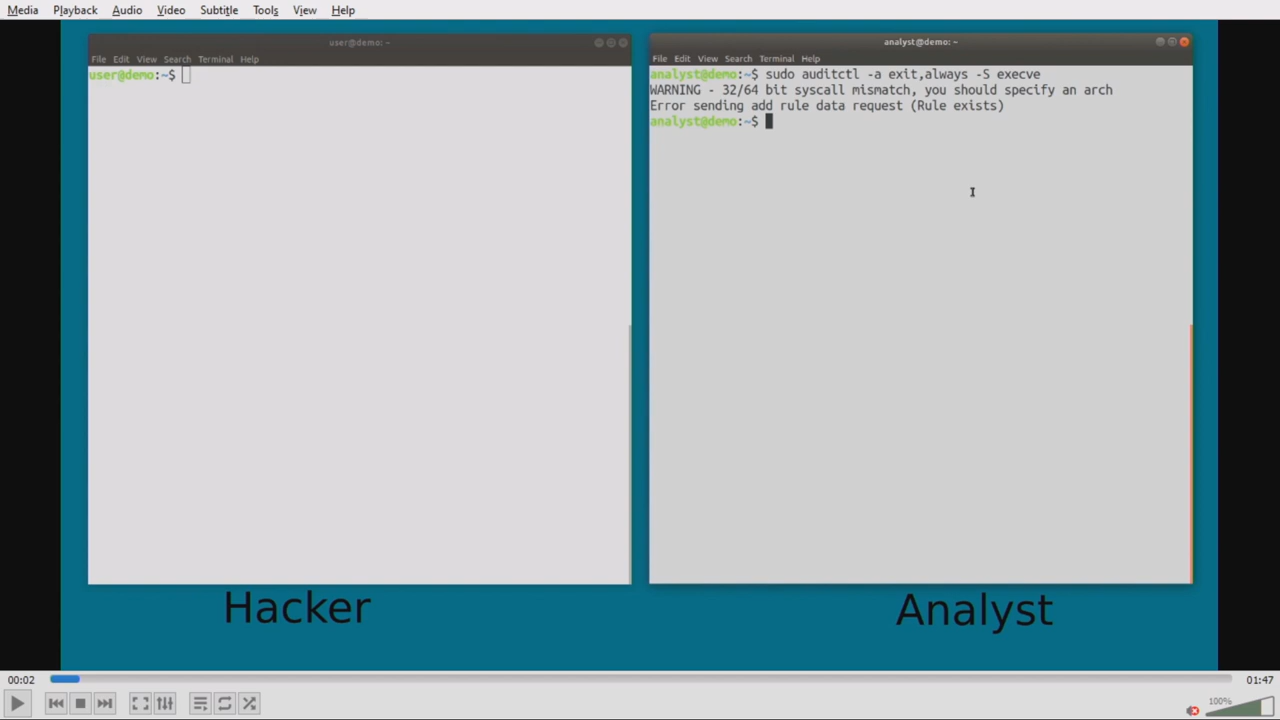 Media Playback Audio Video Subtitle Tools View Help
user@demo: ~
File Edit View Search Terminal Help
user@demo:~$
analyst@demo: ~
File Edit View Search Terminal Help
analyst@demo:~$ sudo auditctl -a exit,always -S execve
WARNING - 32/64 bit syscall mismatch, you should specify an arch
Error sending add rule data request (Rule exists)
analyst@demo:~$
Hacker
Analyst
00:02
01:47
100%